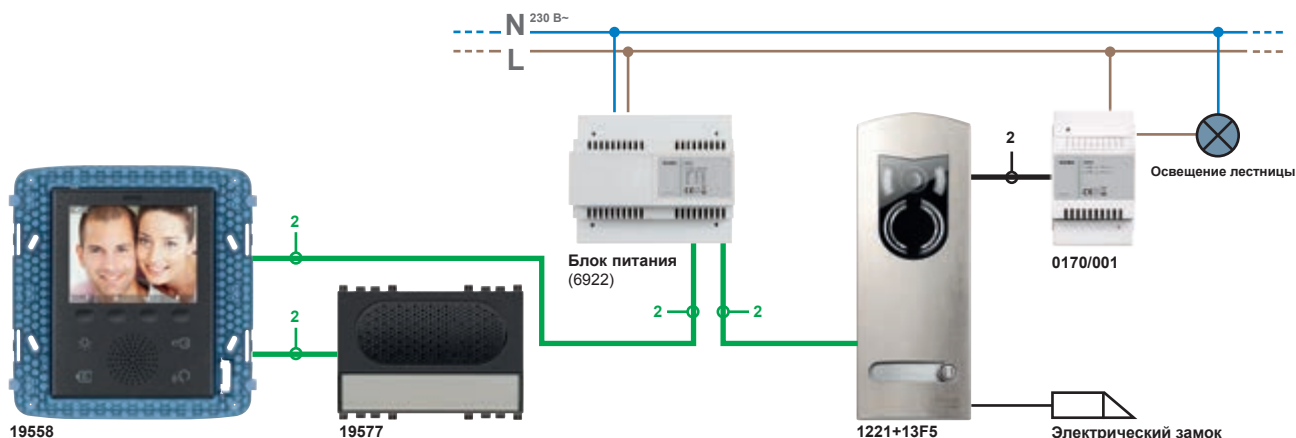 N 230 В~
L
2
Освещение лестницы
2
Блок питания
(6922)
0170/001
2
2
2
19558
19577
1221+13F5
Электрический замок